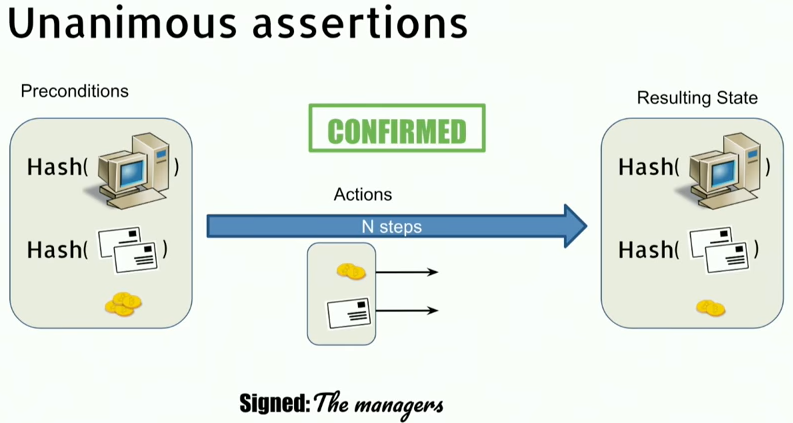 Unanimous assertions
Preconditions
Hash( )
Hash( )
CONFIRMED
Actions
N steps
Resulting State
Hash( )
Hash( )
Signed: The managers